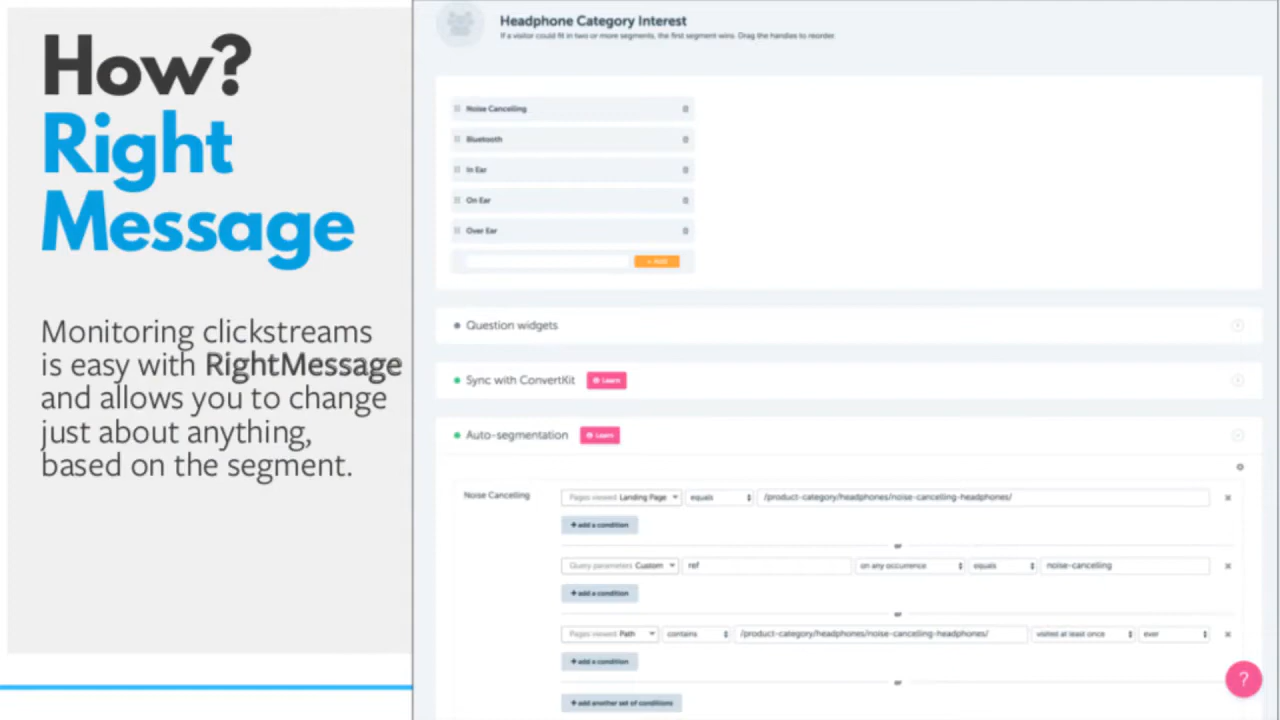 How?
Right
Message
Monitoring clickstreams
is easy with RightMessage
and allows you to change
just about anything,
based on the segment.
Headphone Category Interest
If a visitor could fit in two or more segments, the first segment wins. Drag the handles to reorder.
Noise Cancelling
Bluetooth
In Ear
On Ear
Over Ear
+ Add
Question widgets
Sync with ConvertKit Learn
Auto-segmentation Learn
Noise Cancelling Pages viewed Landing Page equals /product-category/headphones/noise-cancelling-headphones/
+ add a condition
or
Query parameters Custom ref on any occurrence equals noise-cancelling
+ add a condition
or
Pages viewed Path contains /product-category/headphones/noise-cancelling-headphones/ visited at least once ever
+ add a condition
or
+ add another set of conditions
?